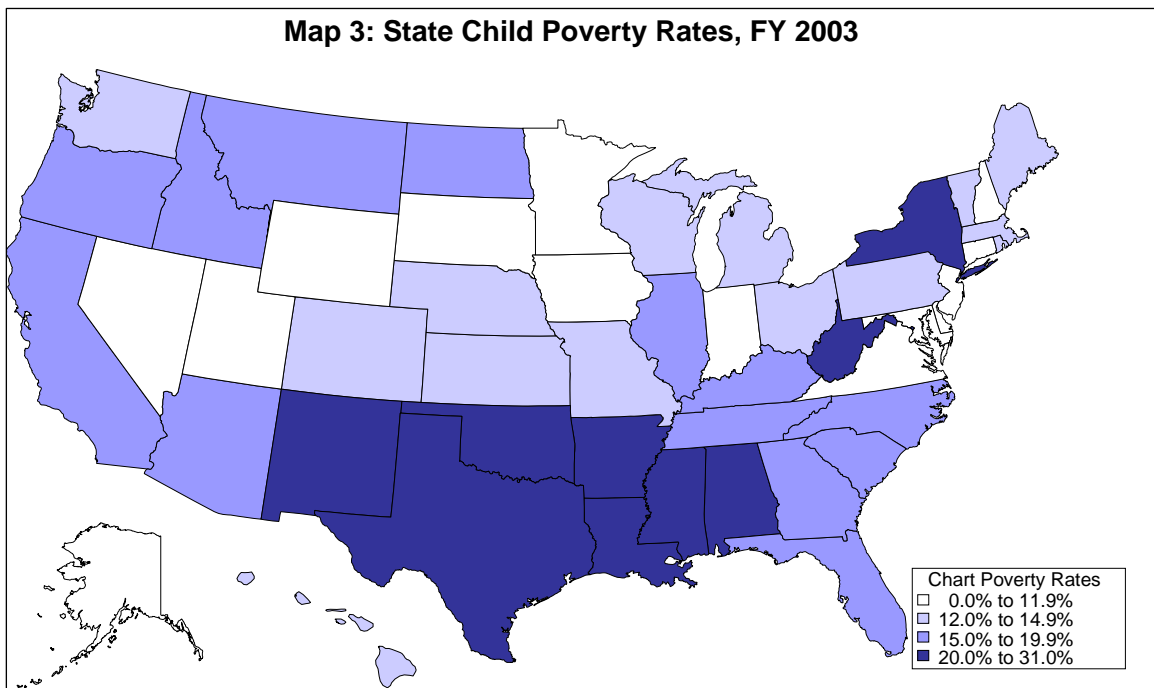 Map 3: State Child Poverty Rates, FY 2003
Chart Poverty Rates
0.0% to 11.9%
12.0% to 14.9%
15.0% to 19.9%
20.0% to 31.0%